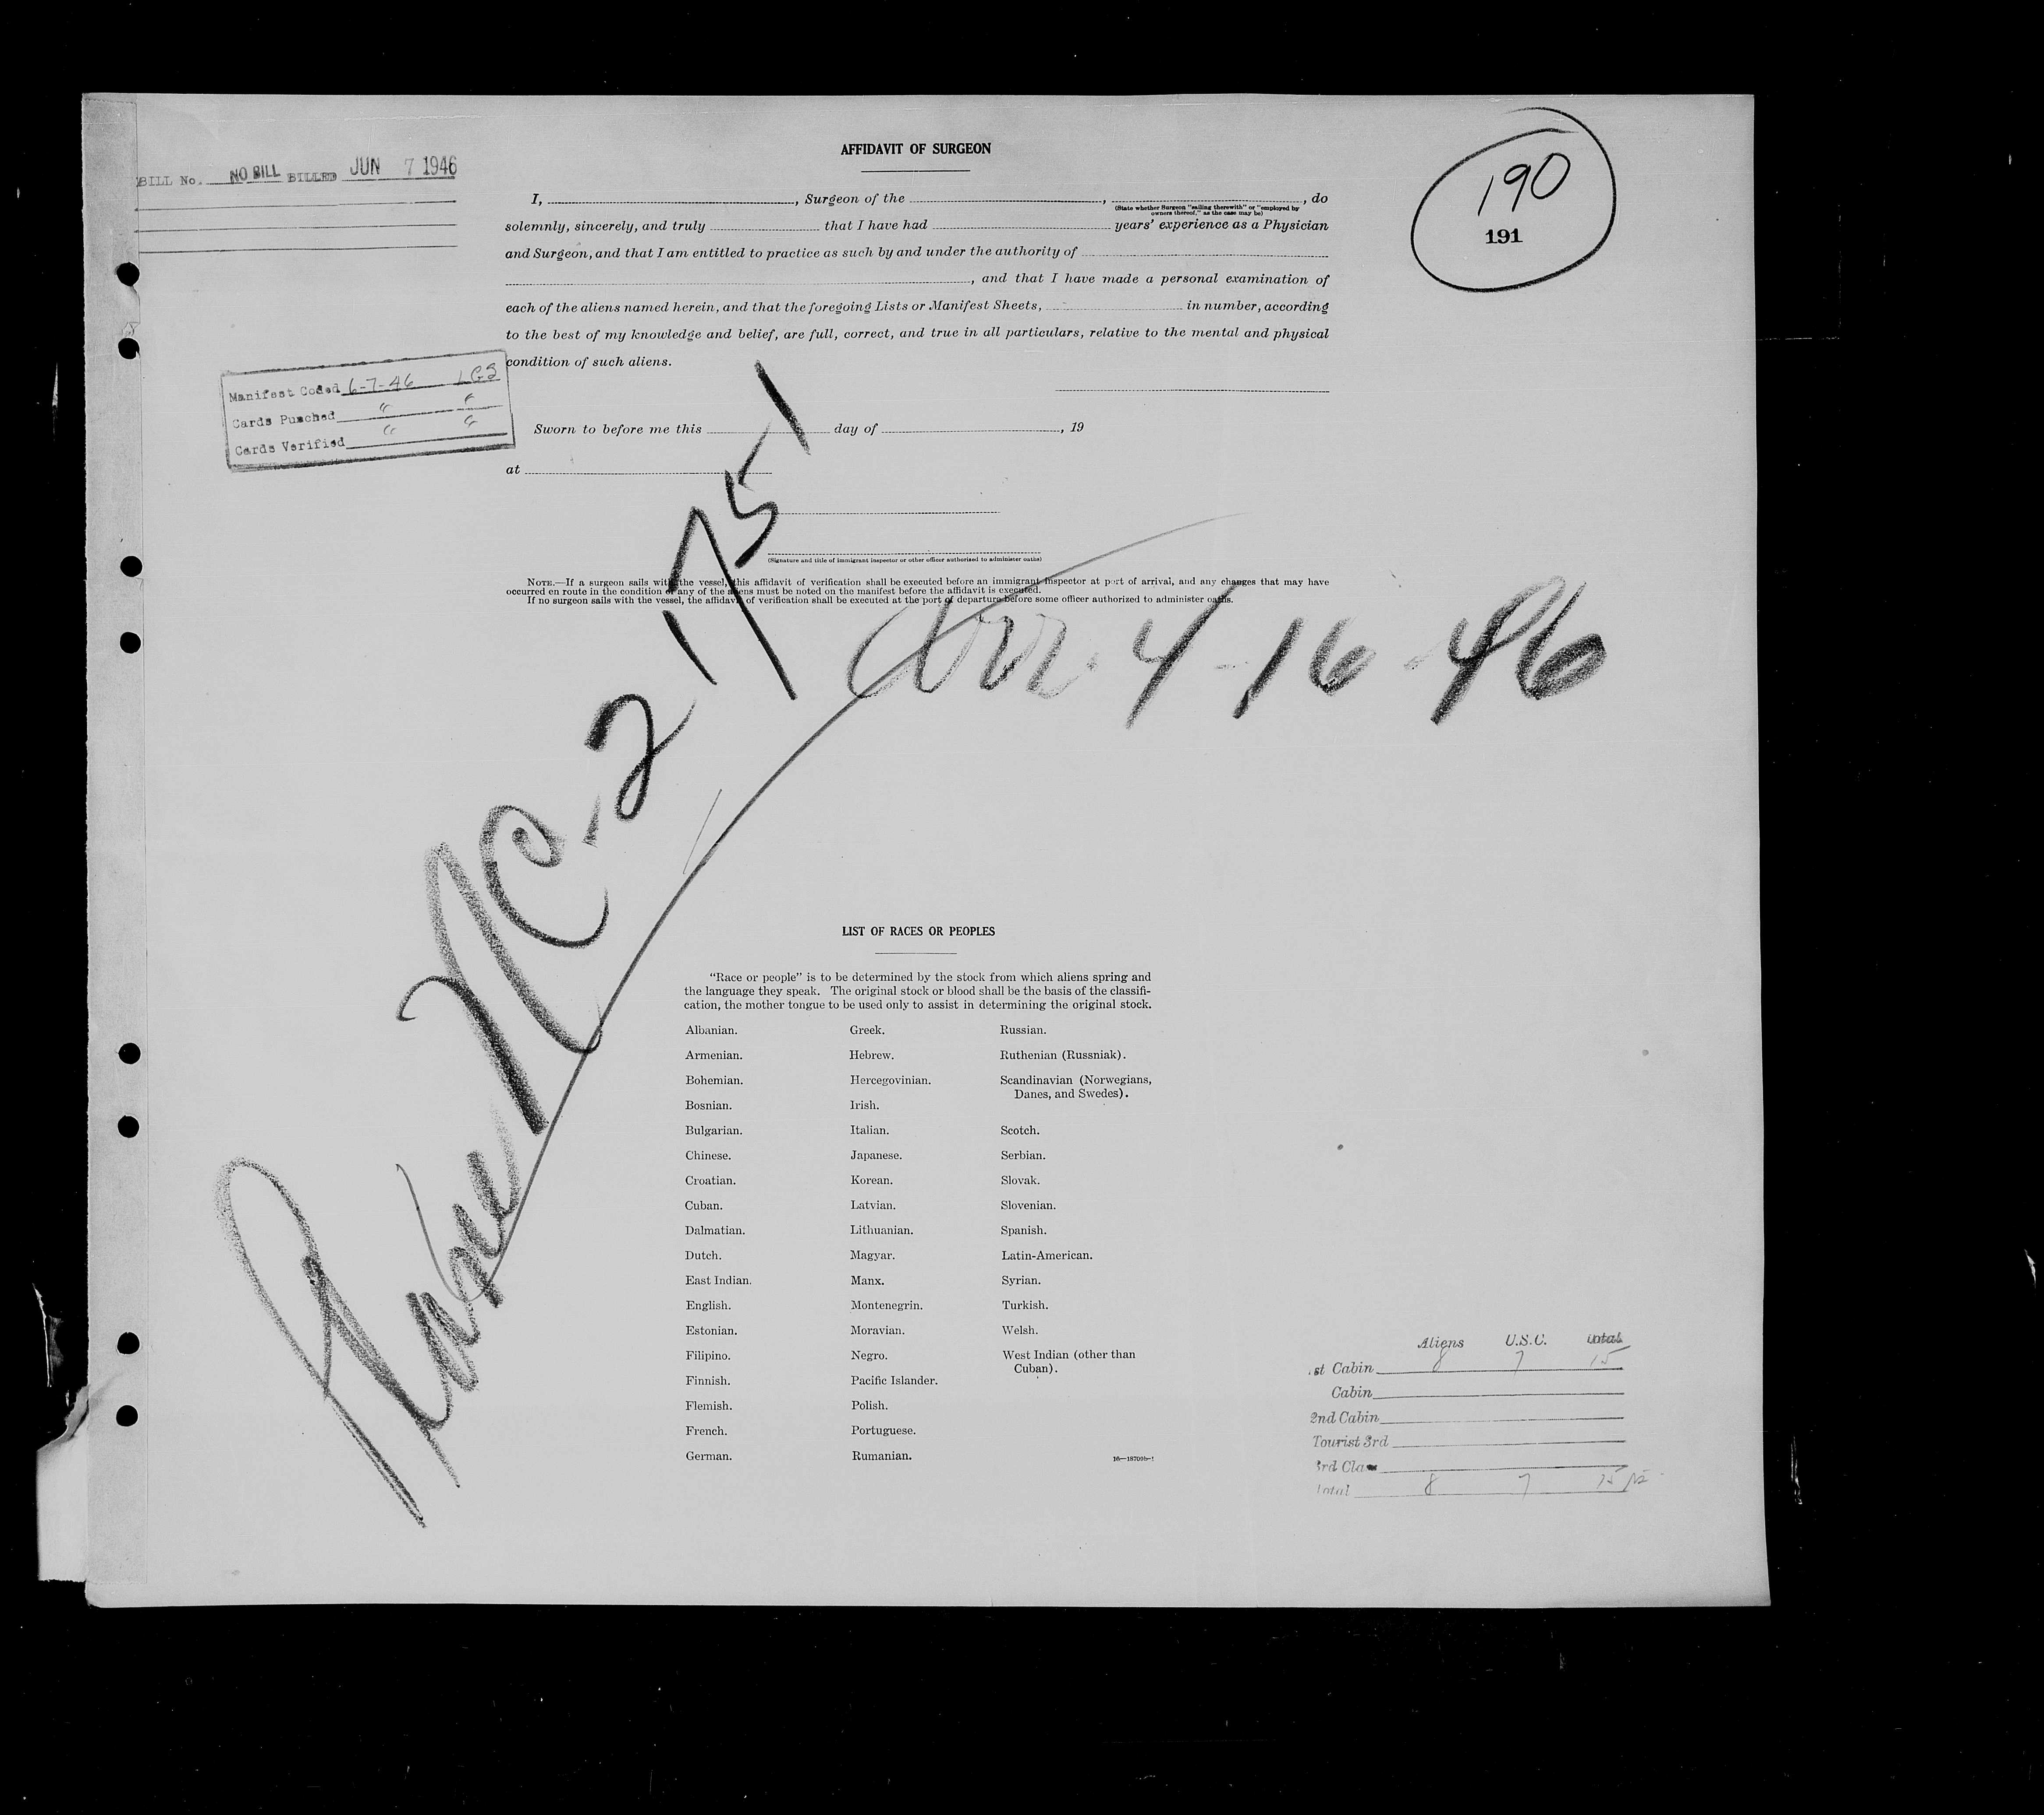 BILL No. NO BILL BILLED JUN 7 1946
AFFIDAVIT OF SURGEON
190
191
I, , Surgeon of the , , do
(State whether Surgeon "sailing therewith" or "employed by
owners thereof," as the case may be)
solemnly, sincerely, and truly that I have had years' experience as a Physician
and Surgeon, and that I am entitled to practice as such by and under the authority of
, and that I have made a personal examination of
each of the aliens named herein, and that the foregoing Lists or Manifest Sheets, in number, according
to the best of my knowledge and belief, are full, correct, and true in all particulars, relative to the mental and physical
condition of such aliens.
Manifest Coded 6-7-46 LGS
Cards Punched " "
Cards Verified " "
Sworn to before me this day of , 19
at
(Signature and title of immigrant inspector or other officer authorized to administer oaths)
NOTE.—If a surgeon sails with the vessel, this affidavit of verification shall be executed before an immigrant inspector at port of arrival, and any changes that may have
occurred en route in the condition of any of the aliens must be noted on the manifest before the affidavit is executed.
If no surgeon sails with the vessel, the affidavit of verification shall be executed at the port of departure before some officer authorized to administer oaths.
Plane NC-21751
Arr. 4-16-46
LIST OF RACES OR PEOPLES
"Race or people" is to be determined by the stock from which aliens spring and
the language they speak. The original stock or blood shall be the basis of the classifi-
cation, the mother tongue to be used only to assist in determining the original stock.
Albanian.
Armenian.
Bohemian.
Bosnian.
Bulgarian.
Chinese.
Croatian.
Cuban.
Dalmatian.
Dutch.
East Indian.
English.
Estonian.
Filipino.
Finnish.
Flemish.
French.
German.
Greek.
Hebrew.
Hercegovinian.
Irish.
Italian.
Japanese.
Korean.
Latvian.
Lithuanian.
Magyar.
Manx.
Montenegrin.
Moravian.
Negro.
Pacific Islander.
Polish.
Portuguese.
Rumanian.
Russian.
Ruthenian (Russniak).
Scandinavian (Norwegians,
Danes, and Swedes).
Scotch.
Serbian.
Slovak.
Slovenian.
Spanish.
Latin-American.
Syrian.
Turkish.
Welsh.
West Indian (other than
Cuban).
Aliens U.S.C. Total
1st Cabin 8 7 15
Cabin
2nd Cabin
Tourist 3rd
3rd Class
Total 8 7 15